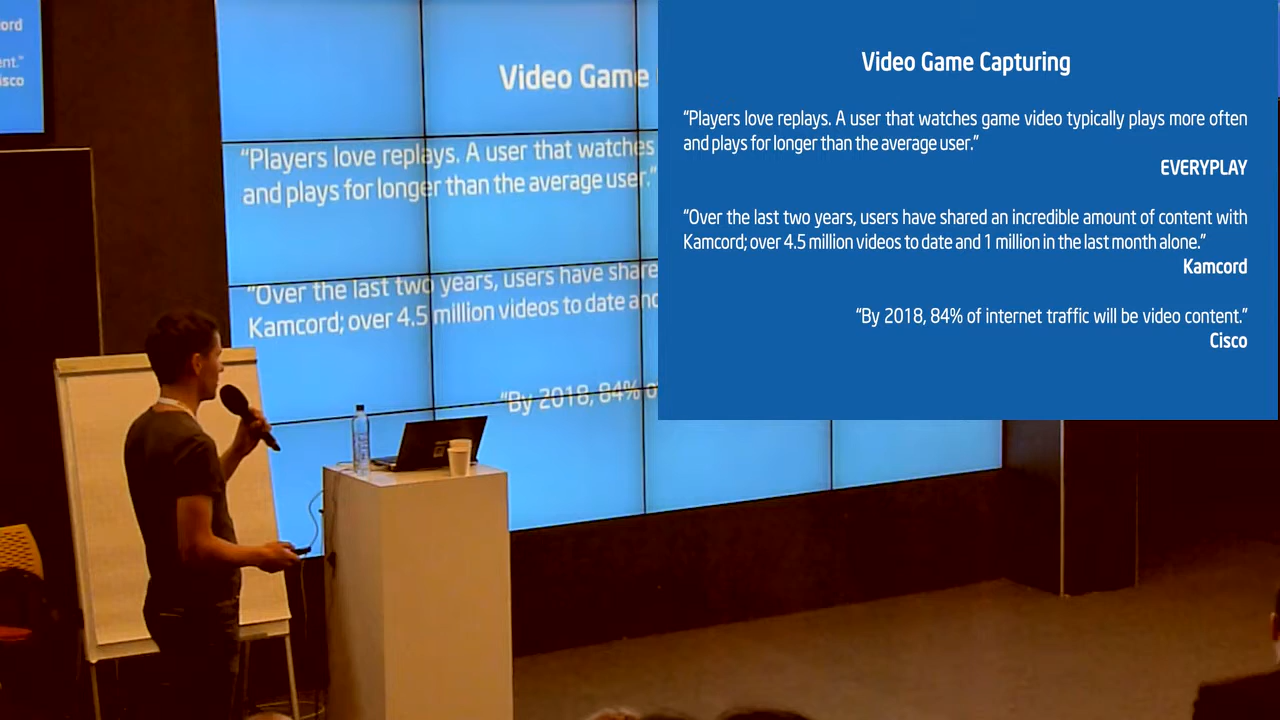 ord
ent."
isco
Video Game
“Players love replays. A user that watches
and plays for longer than the average user.”
“Over the last two years, users have share
Kamcord; over 4.5 million videos to date and
“By 2018, 84% o
Video Game Capturing
“Players love replays. A user that watches game video typically plays more often
and plays for longer than the average user.”
EVERYPLAY
“Over the last two years, users have shared an incredible amount of content with
Kamcord; over 4.5 million videos to date and 1 million in the last month alone.”
Kamcord
“By 2018, 84% of internet traffic will be video content.”
Cisco